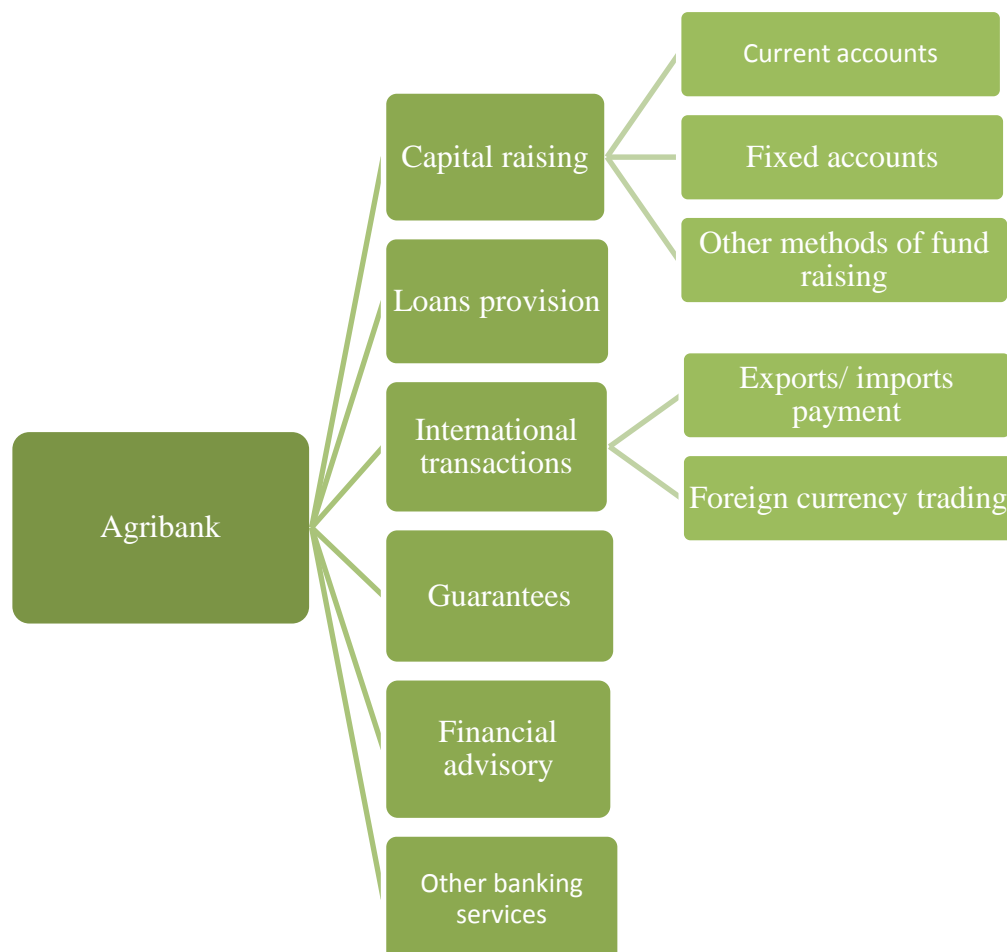 Agribank
Capital raising
Current accounts
Fixed accounts
Other methods of fund
raising
Loans provision
International
transactions
Exports/ imports
payment
Foreign currency trading
Guarantees
Financial
advisory
Other banking
services